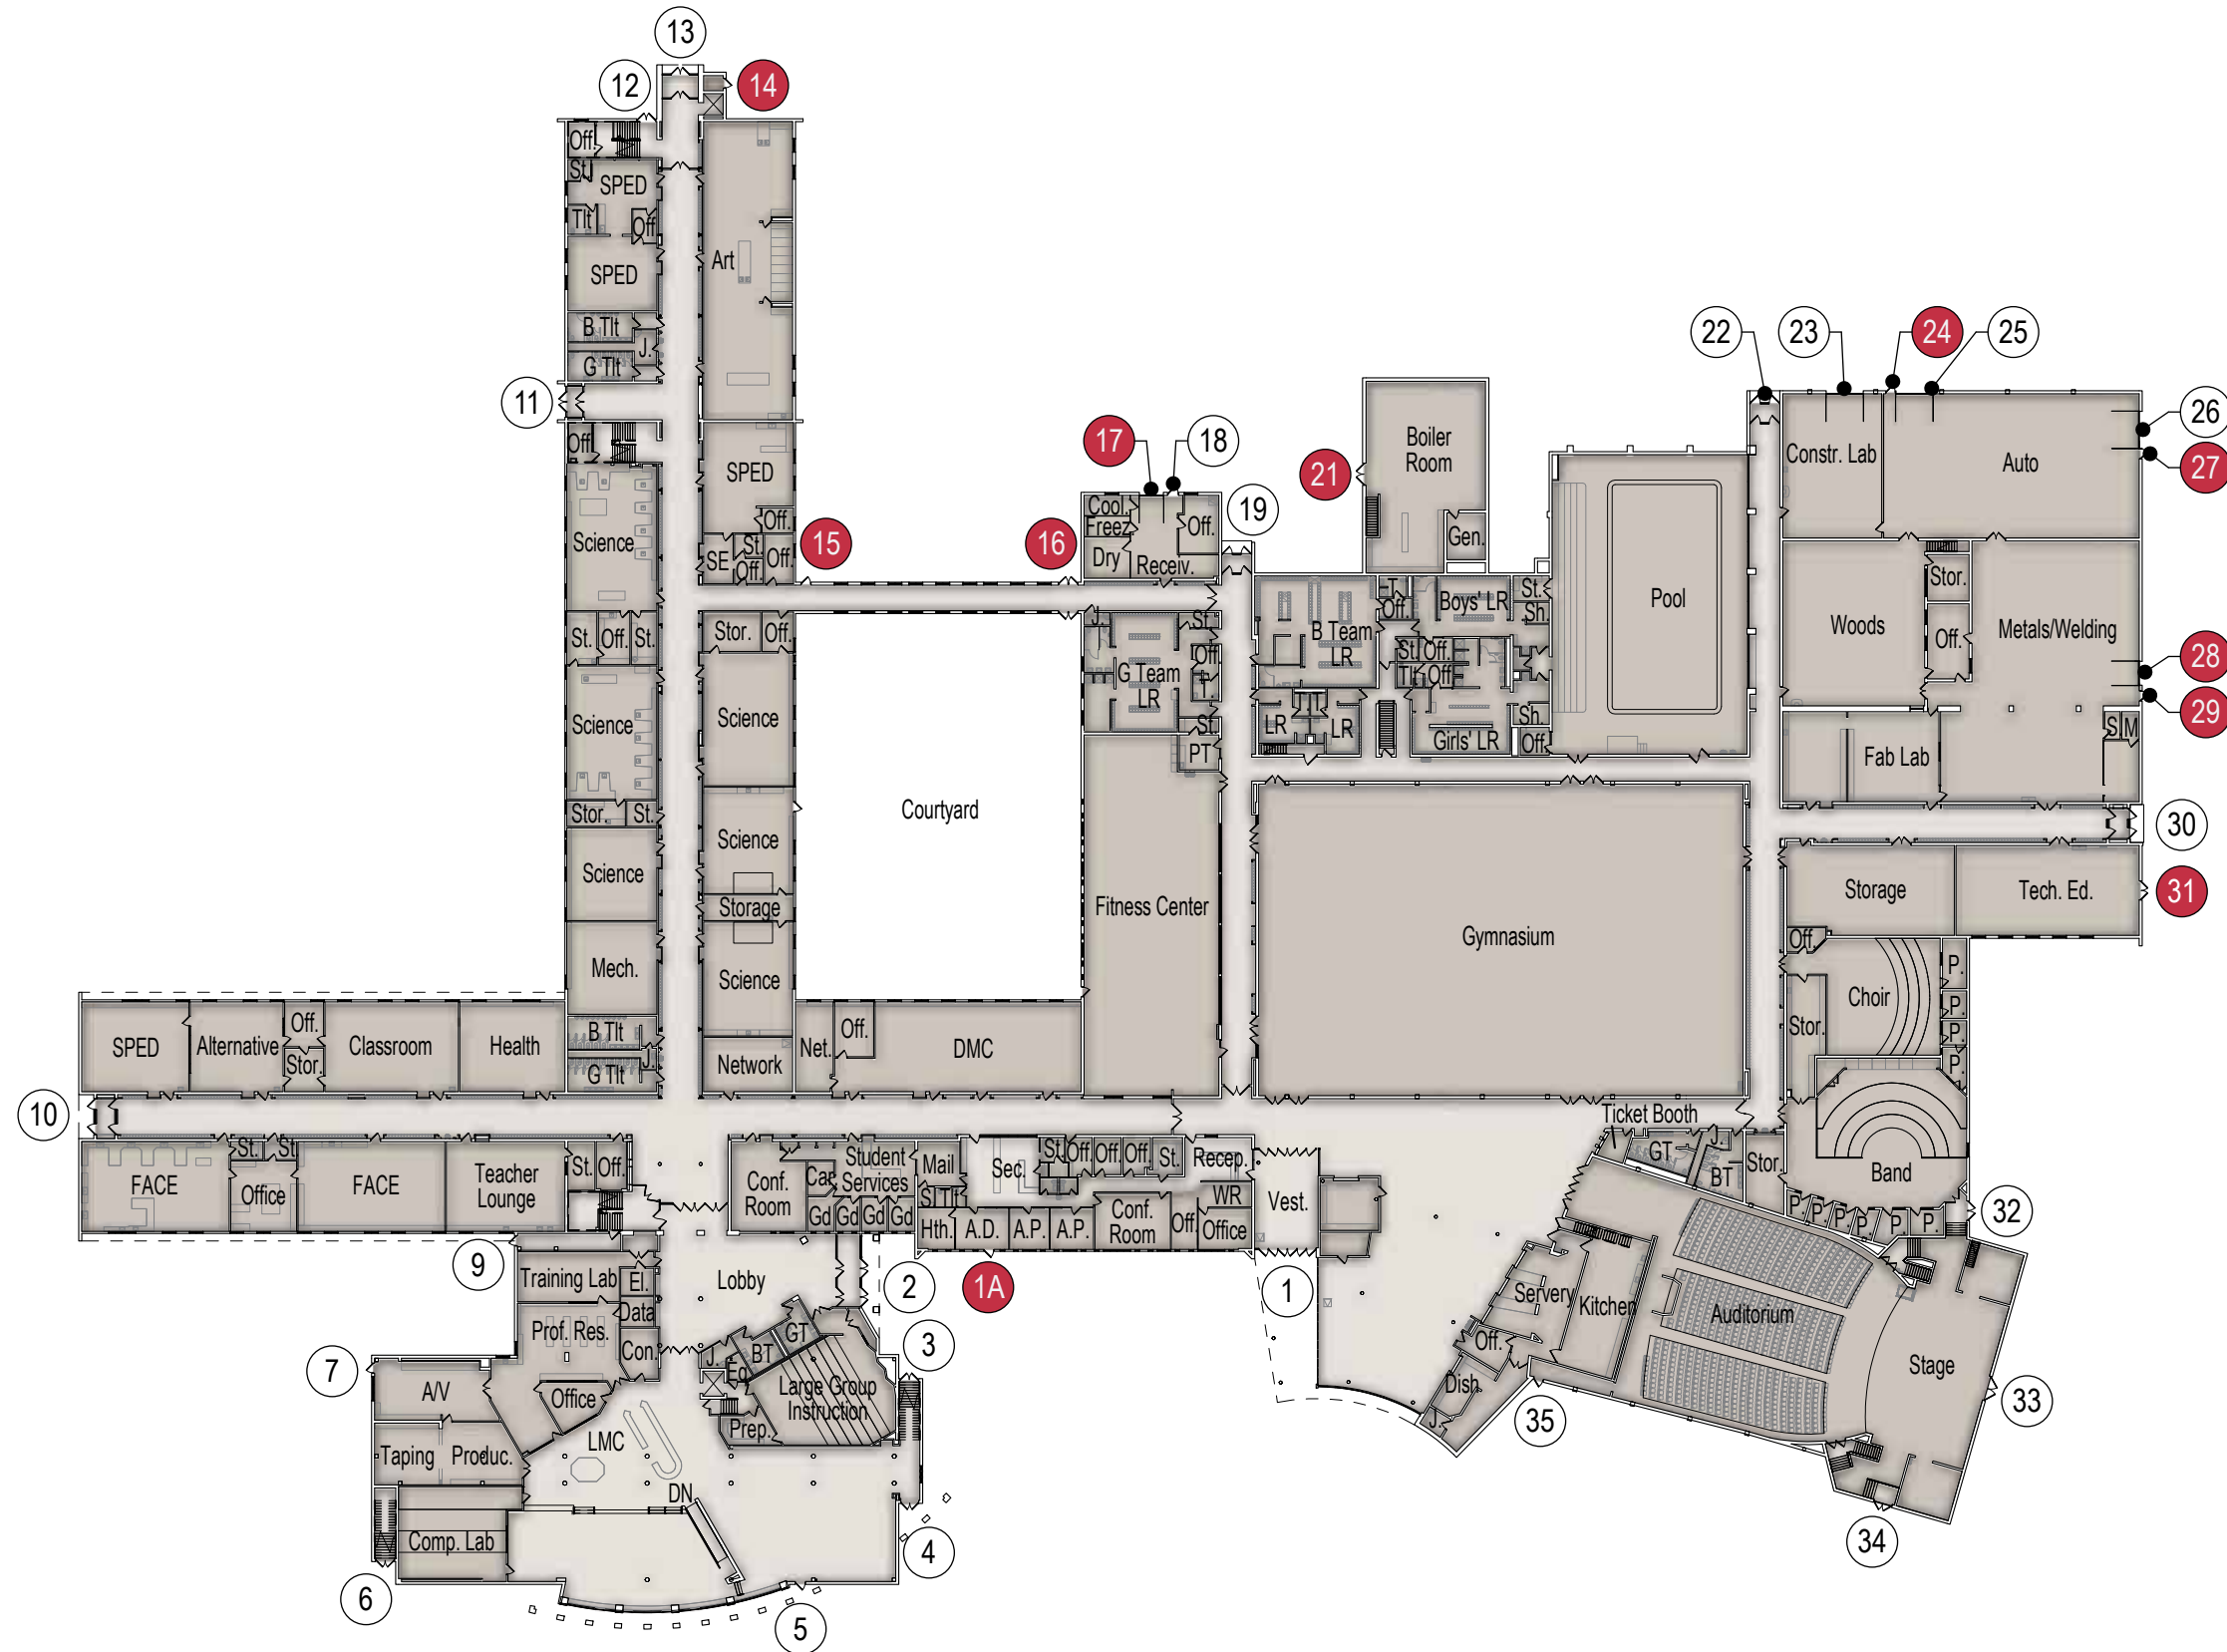 13
12
14
Off.
St.
SPED
Tlt
Off
Art
SPED
B Tlt
J.
G Tlt
22
23
24
25
11
26
Off
17
18
Boiler
Room
Constr. Lab
Auto
27
SPED
21
Off.
Cool.
Freez
Off.
19
Science
15
16
Gen.
SE
St.
Off.
Off
Dry
Receiv.
Stor.
T.
Off.
Boys' LR
St.
Sh.
Pool
Woods
Metals/Welding
St.
Off.
St.
Stor.
Off.
J.
St.
B Team
LR
Off.
Off
G Team
LR
T.
St.
Off.
Tlt
Off
28
Science
Science
St.
PT
LR
LR
Girls' LR
Sh.
Off.
29
S
M
Fab Lab
Stor.
St.
Courtyard
30
Science
Science
Storage
Fitness Center
Storage
Tech. Ed.
31
Gymnasium
Off.
Mech.
Science
P.
Choir
P.
P.
P.
Stor.
SPED
Alternative
Off.
Stor.
Classroom
Health
B Tlt
J.
G Tlt
Network
Net.
Off.
DMC
10
Ticket Booth
FACE
St.
St
Office
FACE
Teacher
Lounge
St.
Off.
Conf.
Room
Car
Student
Services
Gd
Gd
Gd
Gd
Mail
Sec.
St.
Off
Off
Off.
St.
Recep.
S
Tlt
WR
Hth.
A.D.
A.P.
A.P.
Conf.
Room
Off.
Office
Vest.
GT
J.
BT
Stor.
Band
P.
P.
P.
P.
P.
P.
32
9
Training Lab
El.
Data
Lobby
2
1A
1
Servery
Kitchen
Auditorium
Prof. Res.
Con.
J.
Eq
BT
GT
3
Off.
Stage
7
A/V
Office
Large Group
Instruction
Dish
33
Prep.
J.
35
Taping
Produc.
LMC
DN
Comp. Lab
4
34
6
5